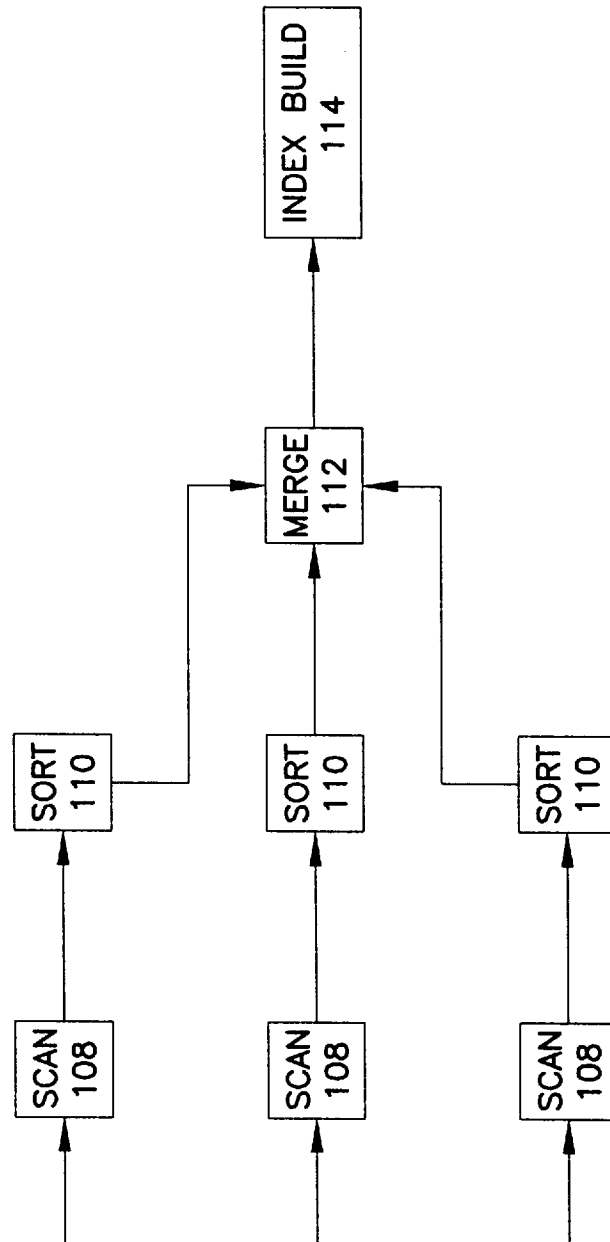 SCAN
108
SORT
110
SCAN
108
SORT
110
MERGE
112
INDEX BUILD
114
SCAN
108
SORT
110